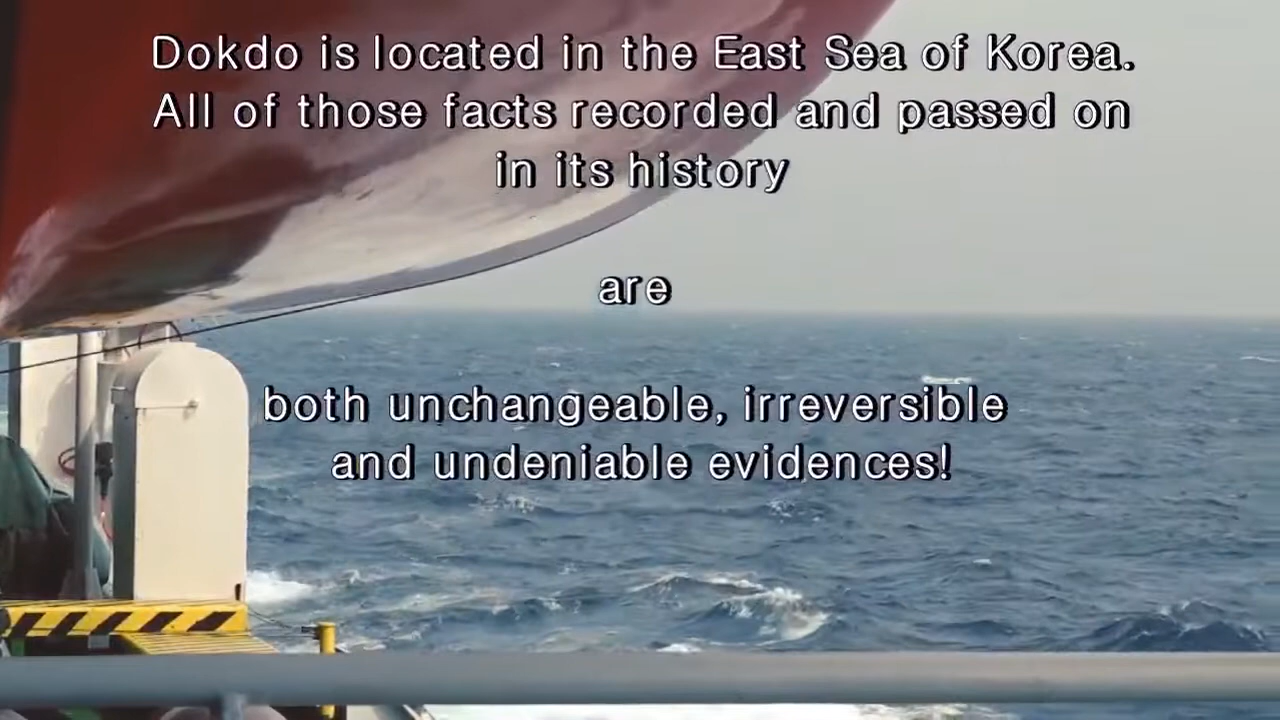 Dokdo is located in the East Sea of Korea.
All of those facts recorded and passed on
in its history
are
both unchangeable, irreversible
and undeniable evidences!